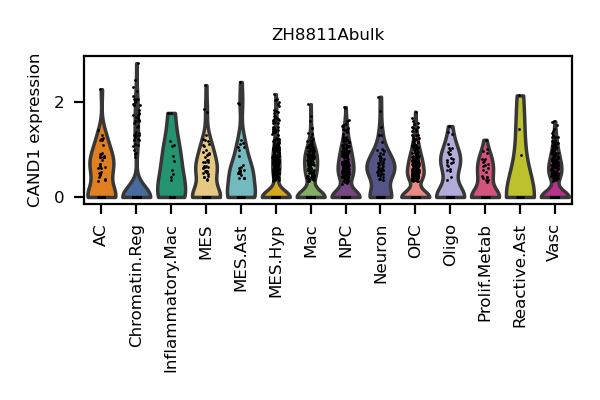 ZH8811Abulk
CAND1 expression
2
0
AC
Chromatin.Reg
Inflammatory.Mac
MES
MES.Ast
MES.Hyp
Mac
NPC
Neuron
OPC
Oligo
Prolif.Metab
Reactive.Ast
Vasc